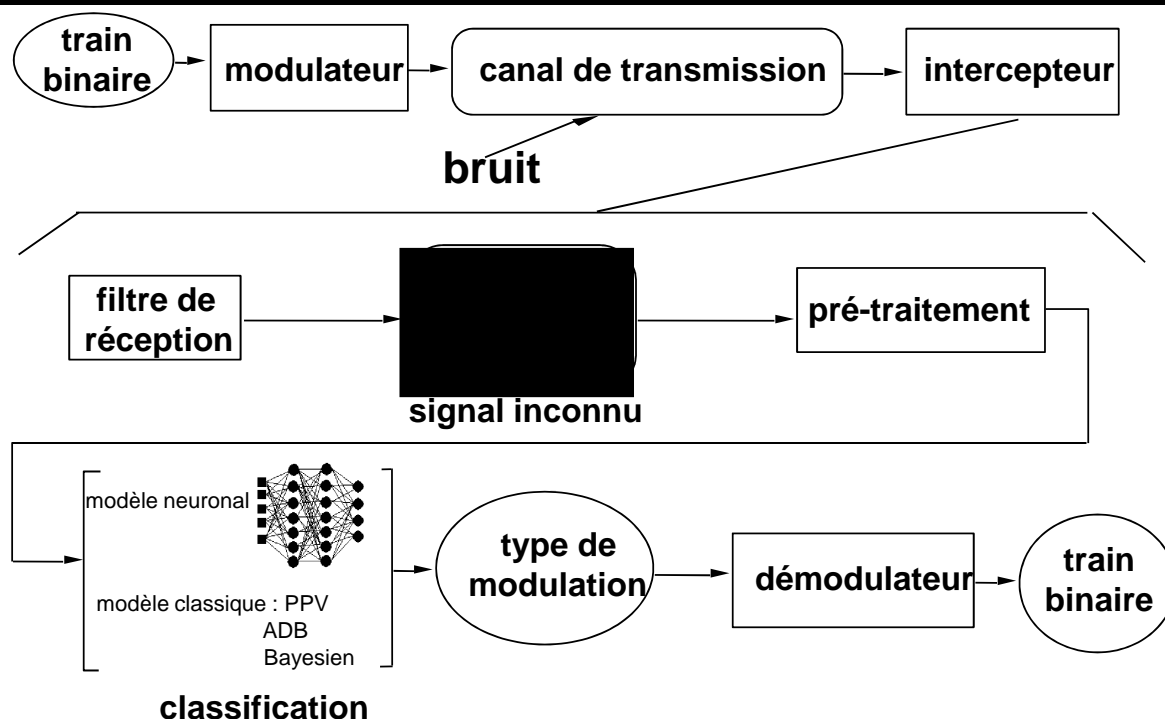 train
binaire
modulateur
canal de transmission
intercepteur
bruit
filtre de
réception
signal inconnu
pré-traitement
modèle neuronal
modèle classique : PPV
ADB
Bayesien
classification
type de
modulation
démodulateur
train
binaire